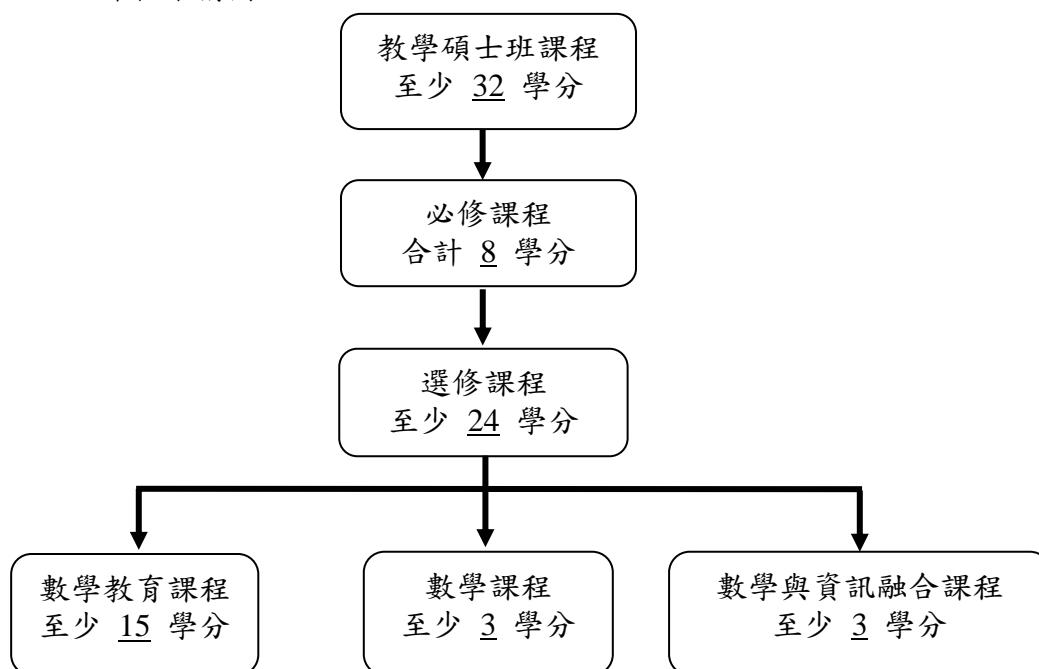 教學碩士班課程
至少 32 學分
必修課程
合計 8 學分
選修課程
至少 24 學分
數學教育課程
至少 15 學分
數學課程
至少 3 學分
數學與資訊融合課程
至少 3 學分